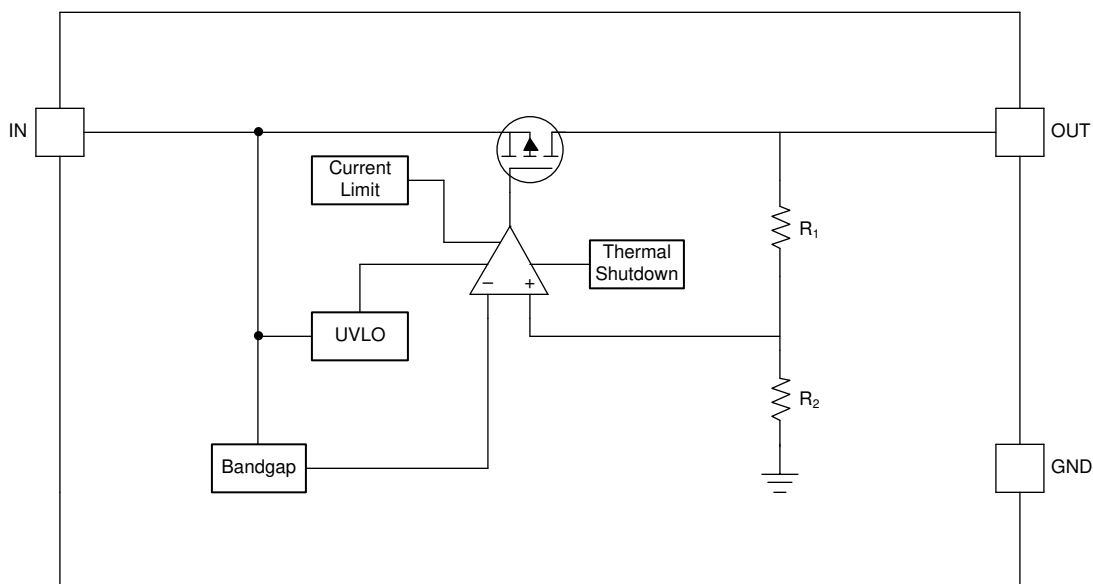 IN
OUT
Current
Limit
R₁
Thermal
Shutdown
− +
UVLO
R₂
Bandgap
GND